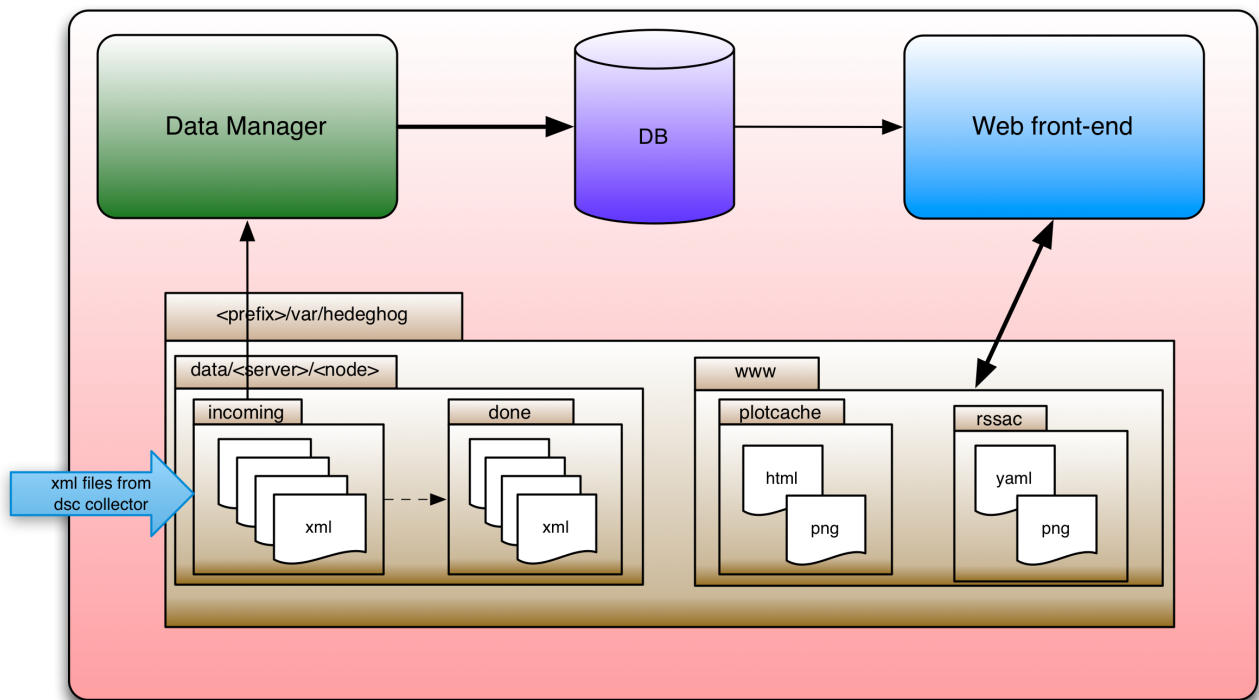 Data Manager
DB
Web front-end
<prefix>/var/hedeghog
data/<server>/<node>
www
incoming
done
plotcache
rssac
html
yaml
xml files from
dsc collector
xml
xml
png
png